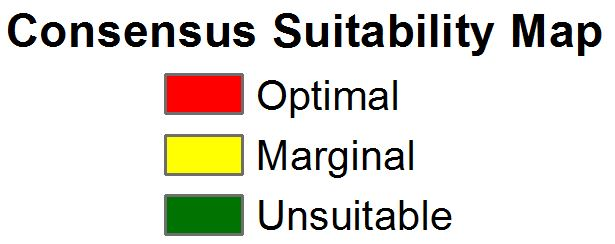 Consensus Suitability Map
Optimal
Marginal
Unsuitable